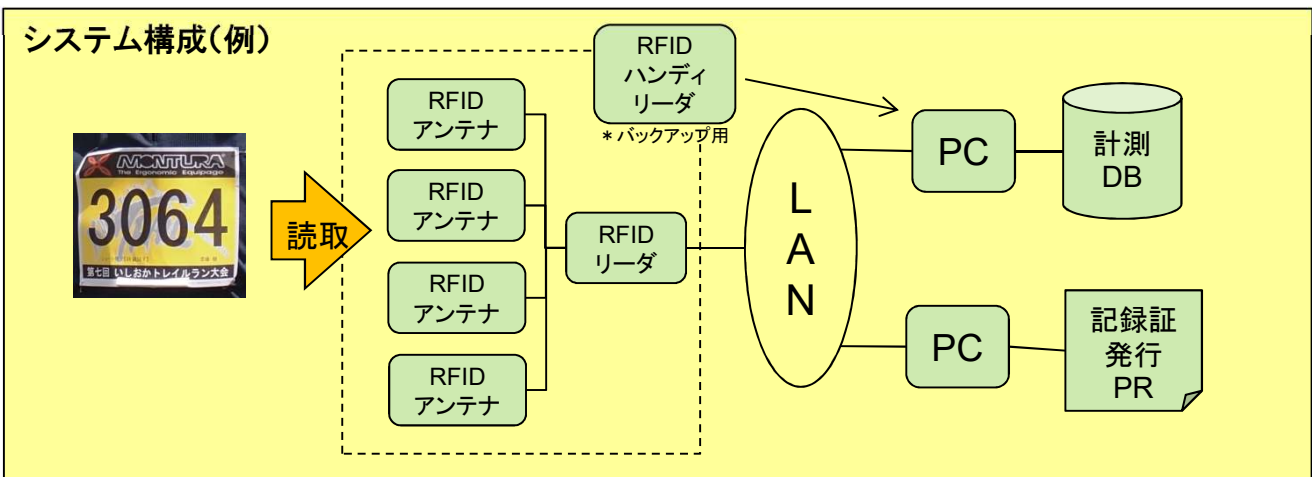 システム構成(例)
MONTURA
The Ergonomic Equipage
3064
第七回 いしおかトレイルラン大会
読取
RFID
アンテナ
RFID
アンテナ
RFID
アンテナ
RFID
アンテナ
RFID
ハンディ
リーダ
*バックアップ用
RFID
リーダ
L
A
N
PC
計測
DB
PC
記録証
発行
PR